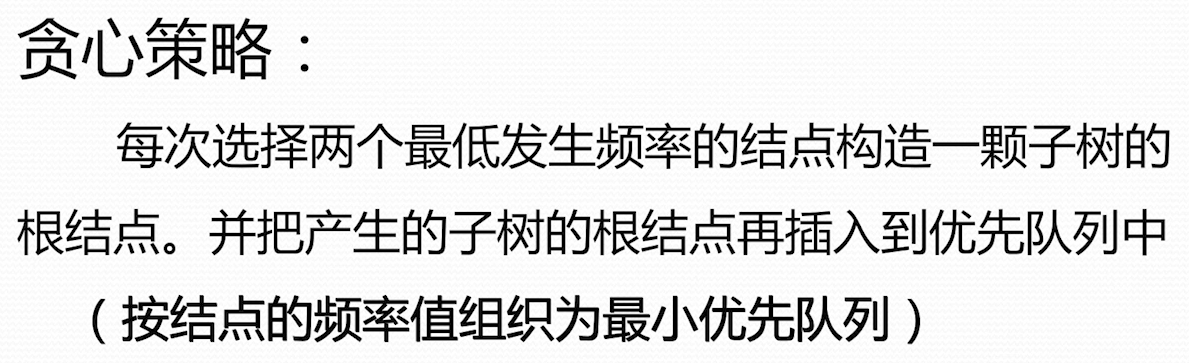 贪心策略：
每次选择两个最低发生频率的结点构造一颗子树的
根结点。并把产生的子树的根结点再插入到优先队列中
（按结点的频率值组织为最小优先队列）